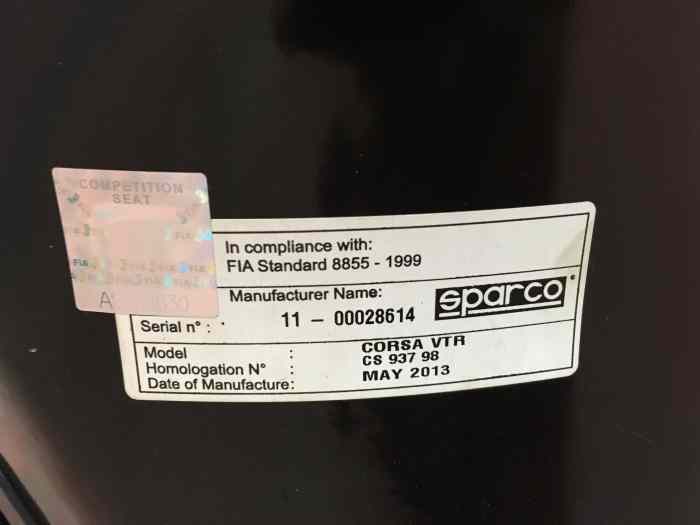 COMPETITION
SEAT
In compliance with:
FIA Standard 8855 - 1999
Manufacturer Name:
sparco
Serial n° :
11 - 00028614
Model : CORSA VTR
Homologation N° : CS 937 98
Date of Manufacture: MAY 2013